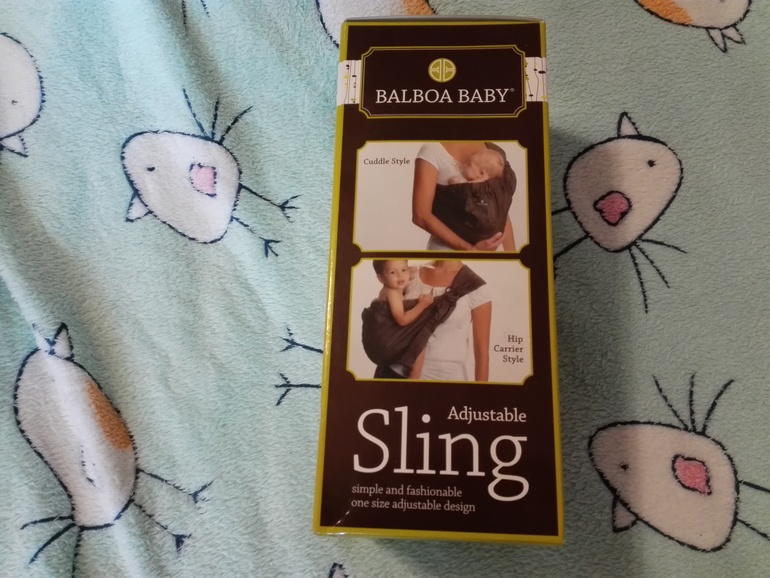 BALBOA BABY®
Cuddle Style
Hip
Carrier
Style
Adjustable
Sling
simple and fashionable
one size adjustable design